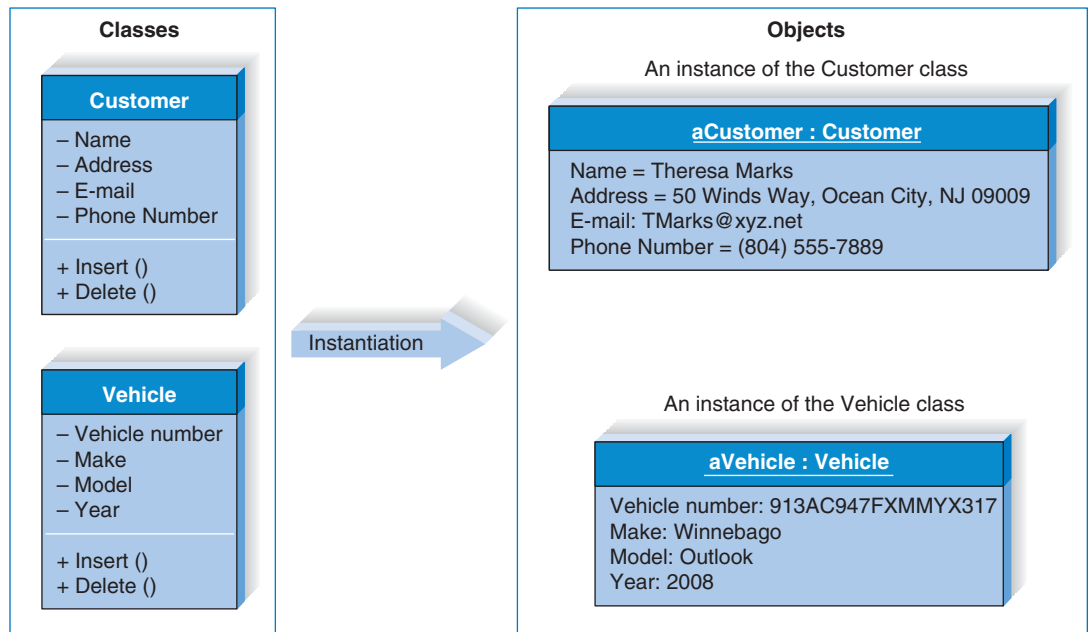 Classes
Customer
– Name
– Address
– E-mail
– Phone Number
+ Insert ()
+ Delete ()
Vehicle
– Vehicle number
– Make
– Model
– Year
+ Insert ()
+ Delete ()
Instantiation
Objects
An instance of the Customer class
aCustomer : Customer
Name = Theresa Marks
Address = 50 Winds Way, Ocean City, NJ 09009
E-mail: TMarks@xyz.net
Phone Number = (804) 555-7889
An instance of the Vehicle class
aVehicle : Vehicle
Vehicle number: 913AC947FXMMYX317
Make: Winnebago
Model: Outlook
Year: 2008